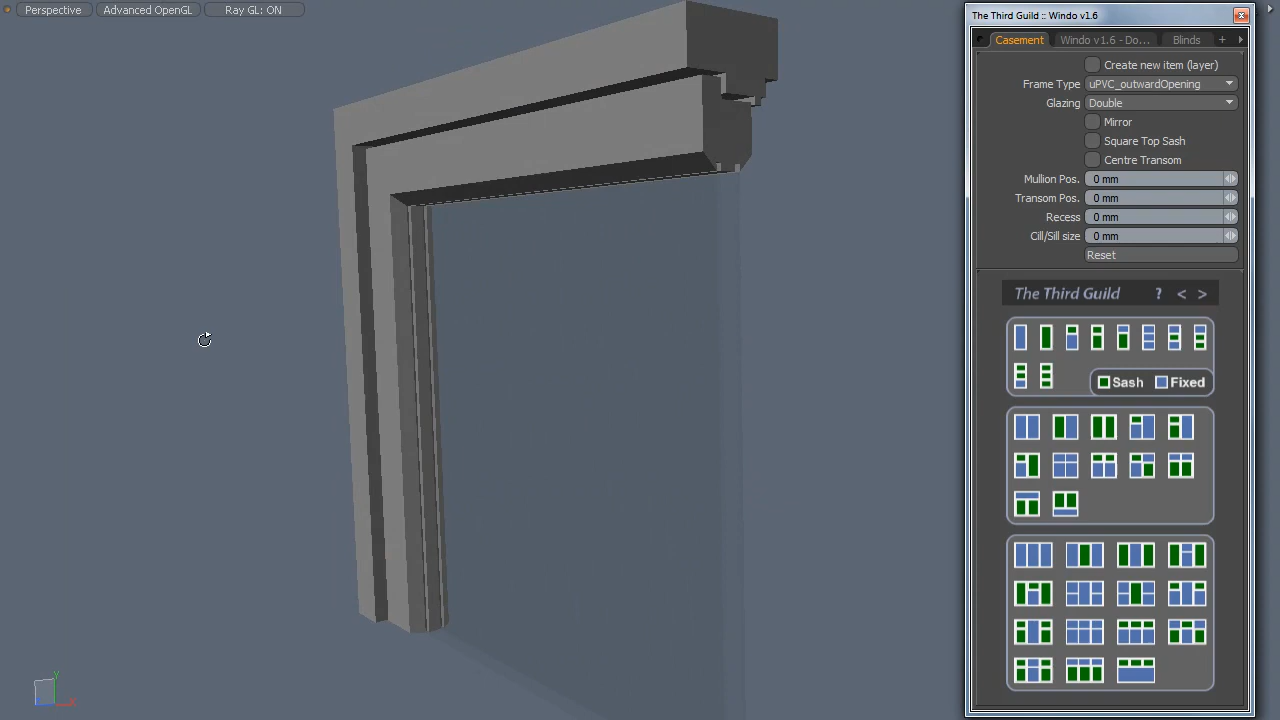 Perspective
Advanced OpenGL
Ray GL: ON
The Third Guild :: Windo v1.6
Casement
Windo v1.6 - Do...
Blinds
+
Create new item (layer)
Frame Type uPVC_outwardOpening
Glazing Double
Mirror
Square Top Sash
Centre Transom
Mullion Pos. 0 mm
Transom Pos. 0 mm
Recess 0 mm
Cill/Sill size 0 mm
Reset
The Third Guild ? < >
Sash Fixed
Y
X